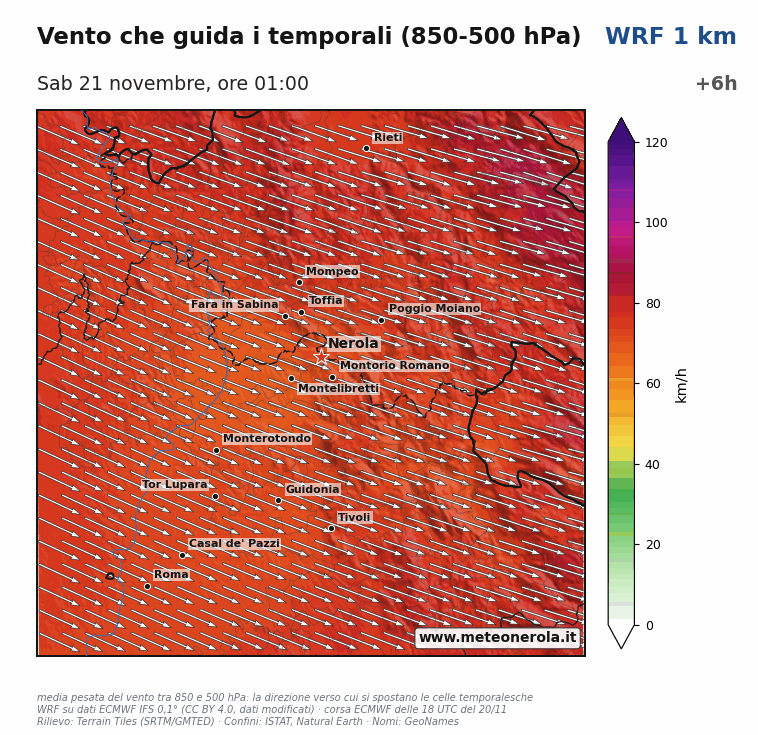 Vento che guida i temporali (850-500 hPa) WRF 1 km
Sab 21 novembre, ore 01:00 +6h
Rieti
Mompeo
Fara in Sabina
Toffia
Poggio Moiano
Nerola
Montorio Romano
Montelibretti
Monterotondo
Tor Lupara
Guidonia
Tivoli
Casal de' Pazzi
Roma
www.meteonerola.it
120
100
80
60
40
20
0
km/h
media pesata del vento tra 850 e 500 hPa: la direzione verso cui si spostano le celle temporalesche
WRF su dati ECMWF IFS 0,1° (CC BY 4.0, dati modificati) · corsa ECMWF delle 18 UTC del 20/11
Rilievo: Terrain Tiles (SRTM/GMTED) · Confini: ISTAT, Natural Earth · Nomi: GeoNames